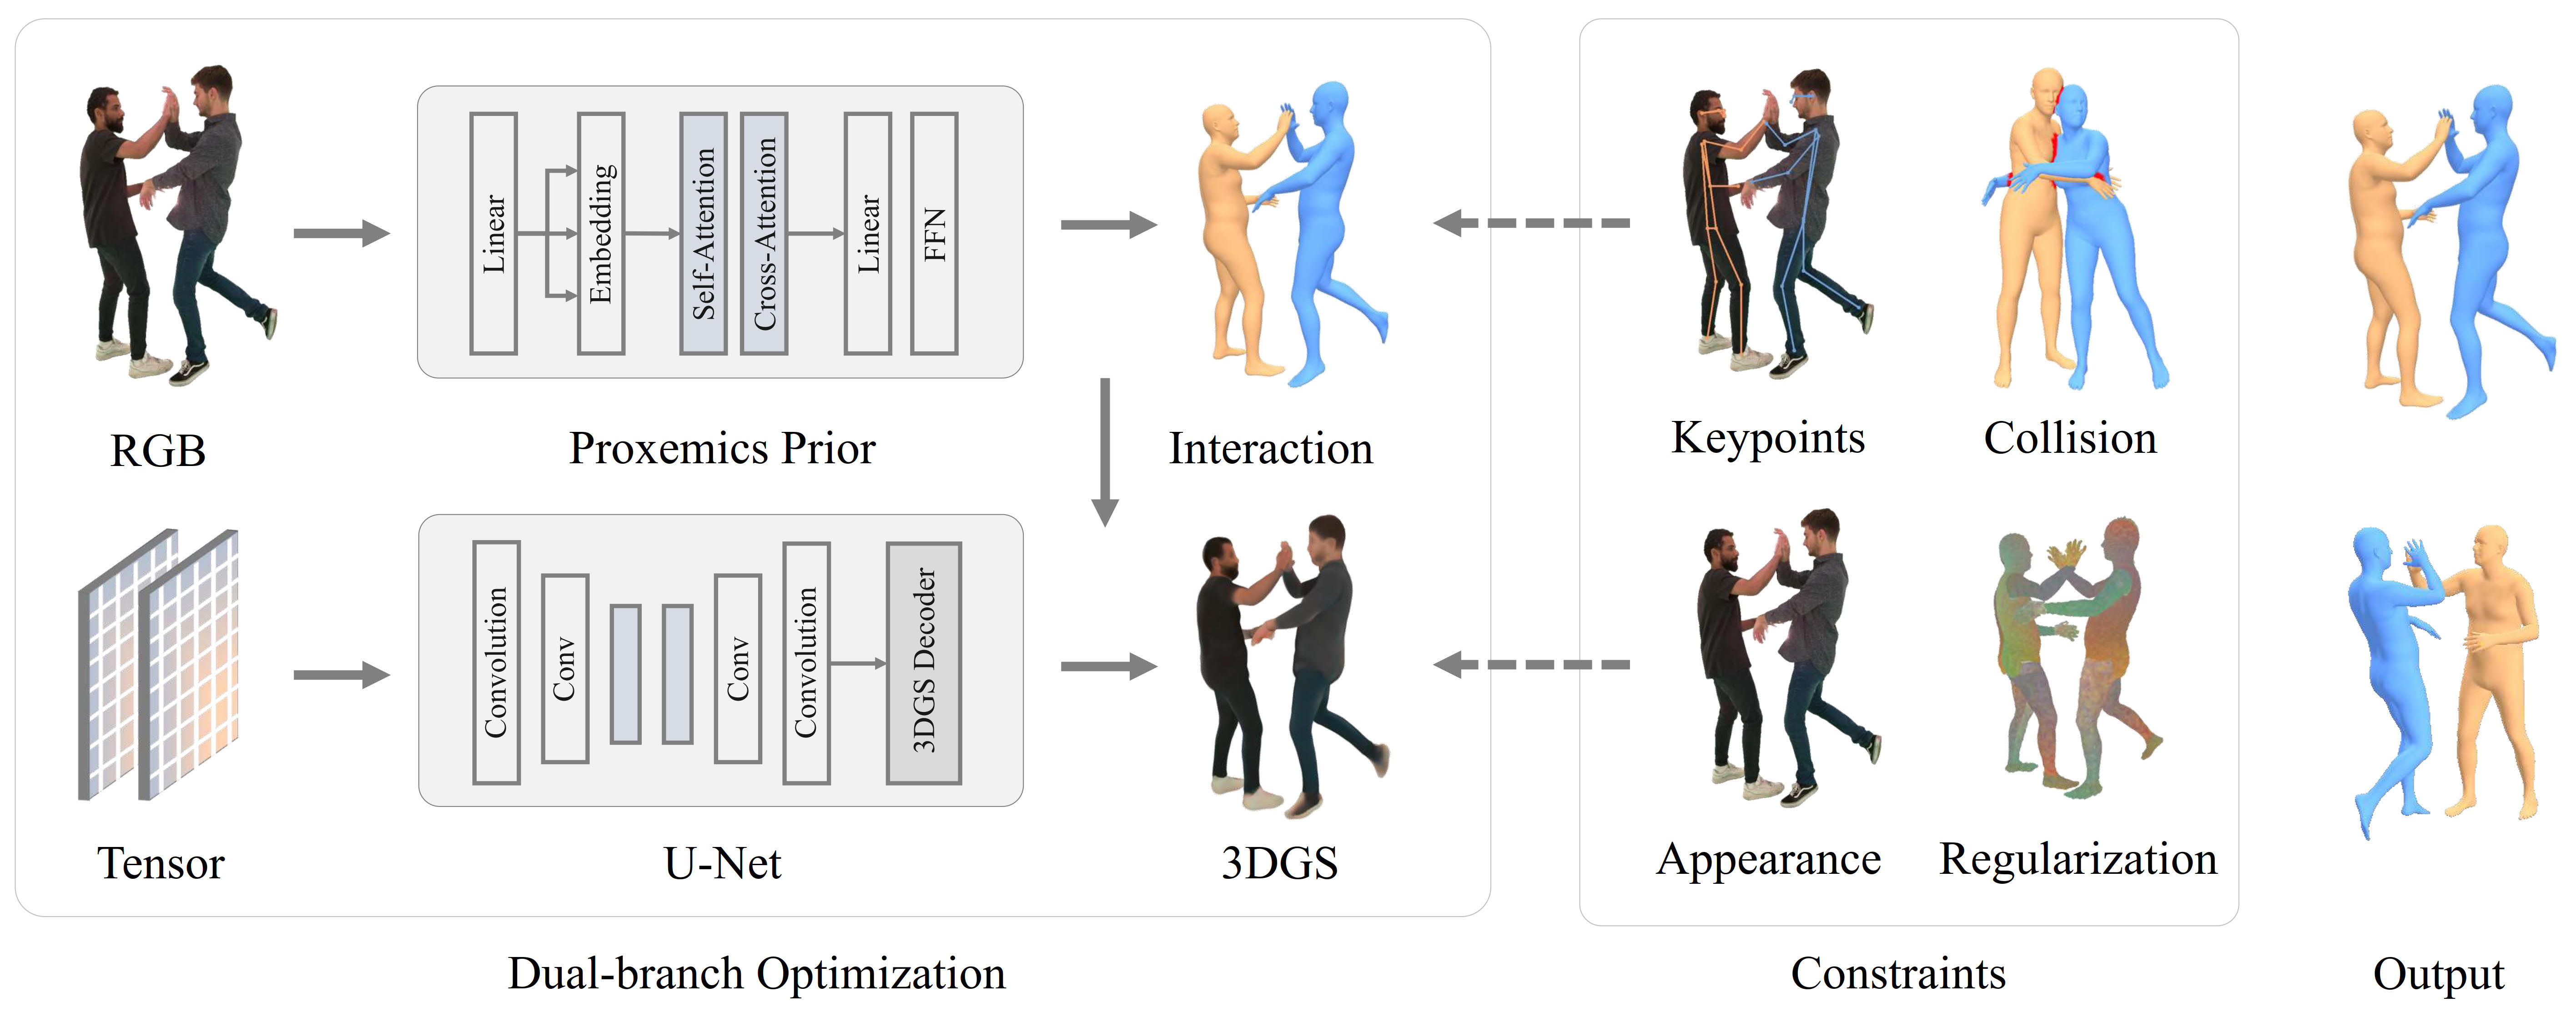 Linear
Embedding
Self-Attention
Cross-Attention
Linear
FFN
RGB
Proxemics Prior
Interaction
Convolution
Conv
Conv
Convolution
3DGS Decoder
Tensor
U-Net
3DGS
Dual-branch Optimization
Keypoints
Collision
Appearance
Regularization
Constraints
Output